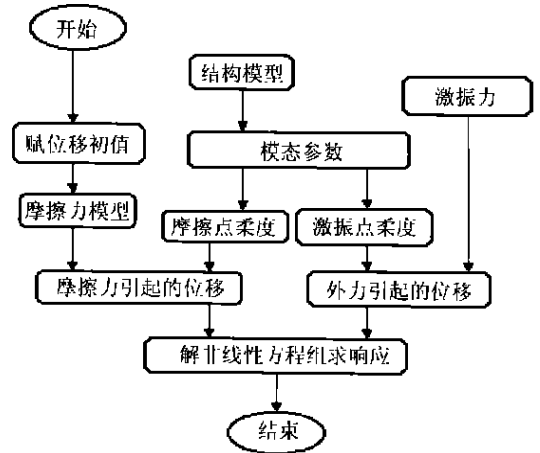 开始
结构模型
激振力
赋位移初值
模态参数
摩擦力模型
摩擦点柔度
激振点柔度
摩擦力引起的位移
外力引起的位移
解非线性方程组求响应
结束